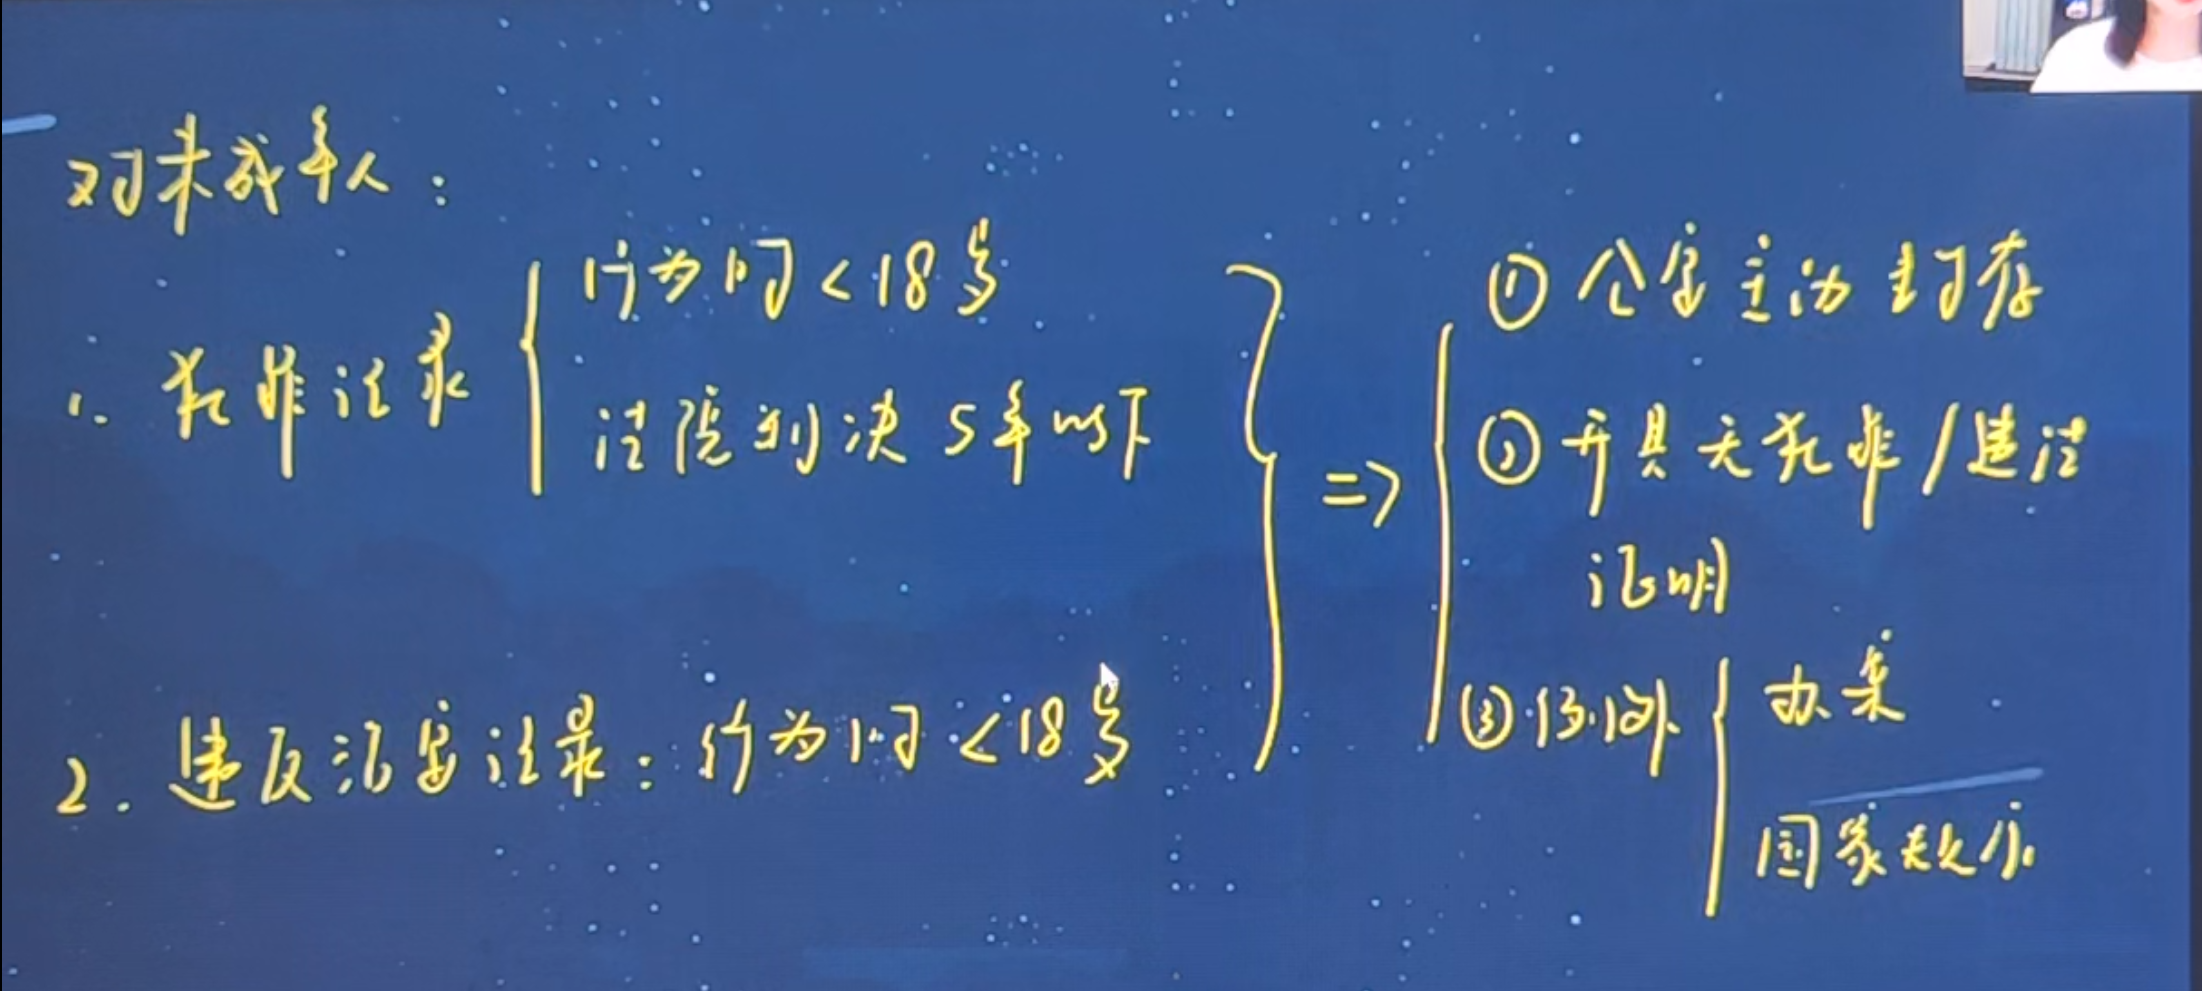 对未成年人：
1. 犯罪记录
行为时<18岁
法院判决5年以下
2. 违反治安记录：行为时<18岁
=>
① 公安主动封存
② 开具无犯罪/违法
证明
③ 例外
办案
国家规定